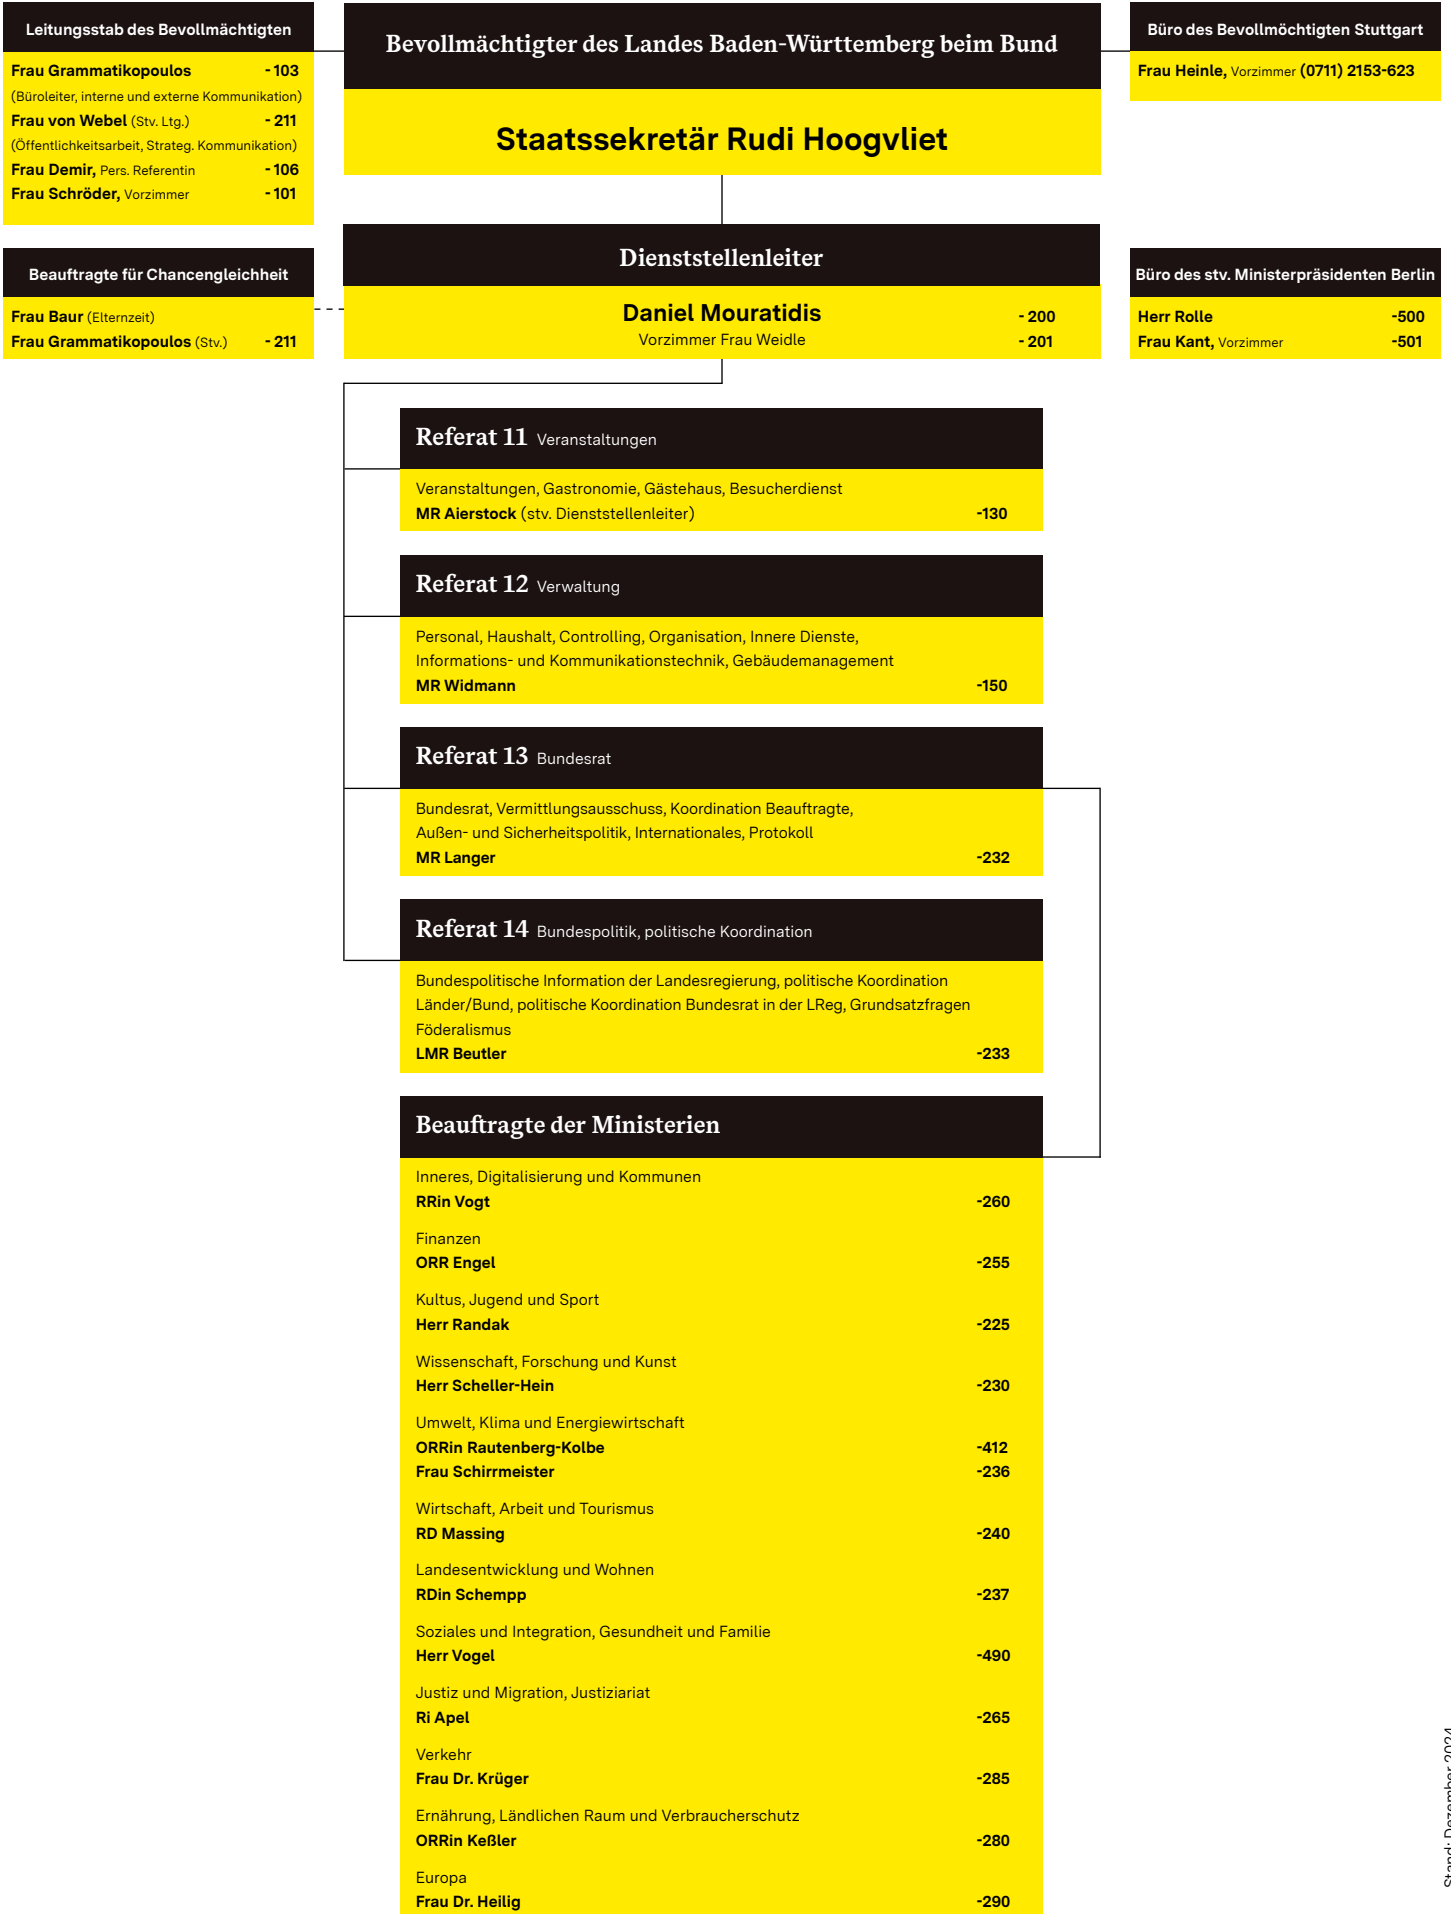 Leitungsstab des Bevollmächtigten
Frau Grammatikopoulos - 103
(Büroleiter, interne und externe Kommunikation)
Frau von Webel (Stv. Ltg.) - 211
(Öffentlichkeitsarbeit, Strateg. Kommunikation)
Frau Demir, Pers. Referentin - 106
Frau Schröder, Vorzimmer - 101
Bevollmächtigter des Landes Baden-Württemberg beim Bund
Staatssekretär Rudi Hoogvliet
Büro des Bevollmöchtigten Stuttgart
Frau Heinle, Vorzimmer (0711) 2153-623
Beauftragte für Chancengleichheit
Frau Baur (Elternzeit)
Frau Grammatikopoulos (Stv.) - 211
Dienststellenleiter
Daniel Mouratidis - 200
Vorzimmer Frau Weidle - 201
Büro des stv. Ministerpräsidenten Berlin
Herr Rolle -500
Frau Kant, Vorzimmer -501
Referat 11 Veranstaltungen
Veranstaltungen, Gastronomie, Gästehaus, Besucherdienst
MR Aierstock (stv. Dienststellenleiter) -130
Referat 12 Verwaltung
Personal, Haushalt, Controlling, Organisation, Innere Dienste,
Informations- und Kommunikationstechnik, Gebäudemanagement
MR Widmann -150
Referat 13 Bundesrat
Bundesrat, Vermittlungsausschuss, Koordination Beauftragte,
Außen- und Sicherheitspolitik, Internationales, Protokoll
MR Langer -232
Referat 14 Bundespolitik, politische Koordination
Bundespolitische Information der Landesregierung, politische Koordination
Länder/Bund, politische Koordination Bundesrat in der LReg, Grundsatzfragen
Föderalismus
LMR Beutler -233
Beauftragte der Ministerien
Inneres, Digitalisierung und Kommunen
RRin Vogt -260
Finanzen
ORR Engel -255
Kultus, Jugend und Sport
Herr Randak -225
Wissenschaft, Forschung und Kunst
Herr Scheller-Hein -230
Umwelt, Klima und Energiewirtschaft
ORRin Rautenberg-Kolbe -412
Frau Schirrmeister -236
Wirtschaft, Arbeit und Tourismus
RD Massing -240
Landesentwicklung und Wohnen
RDin Schempp -237
Soziales und Integration, Gesundheit und Familie
Herr Vogel -490
Justiz und Migration, Justiziariat
Ri Apel -265
Verkehr
Frau Dr. Krüger -285
Ernährung, Ländlichen Raum und Verbraucherschutz
ORRin Keßler -280
Europa
Frau Dr. Heilig -290
Stand: Dezember 2024